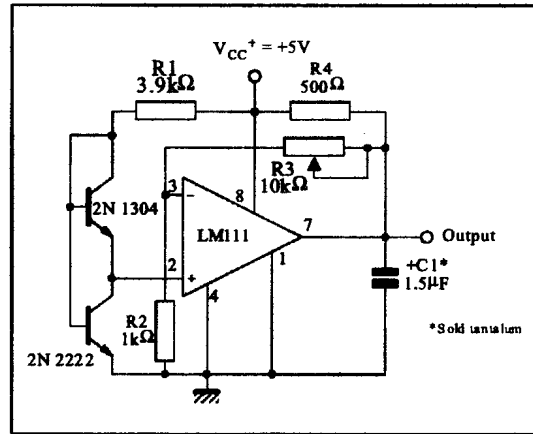 V CC + = +5V
R1
3.9kΩ
R4
500Ω
R3
10kΩ
3
-
8
2N 1304
LM111
7
Output
2
+
1
4
+C1*
1.5µF
R2
1kΩ
*Sold tantalum
2N 2222